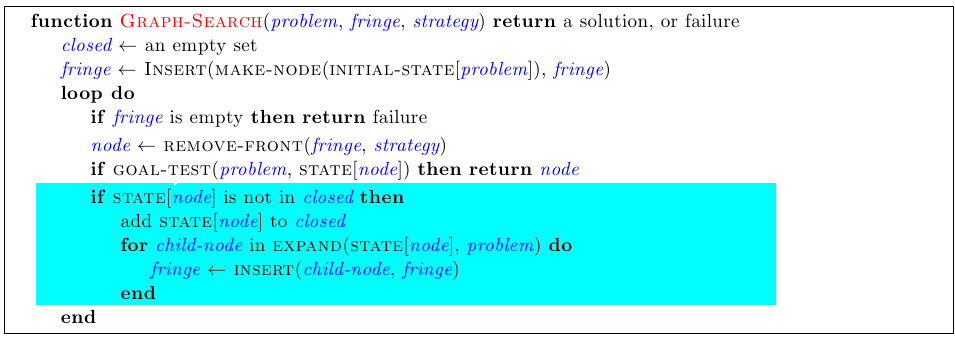 function GRAPH-SEARCH(problem, fringe, strategy) return a solution, or failure
closed ← an empty set
fringe ← INSERT(MAKE-NODE(INITIAL-STATE[problem]), fringe)
loop do
if fringe is empty then return failure
node ← REMOVE-FRONT(fringe, strategy)
if GOAL-TEST(problem, STATE[node]) then return node
if STATE[node] is not in closed then
add STATE[node] to closed
for child-node in EXPAND(STATE[node], problem) do
fringe ← INSERT(child-node, fringe)
end
end